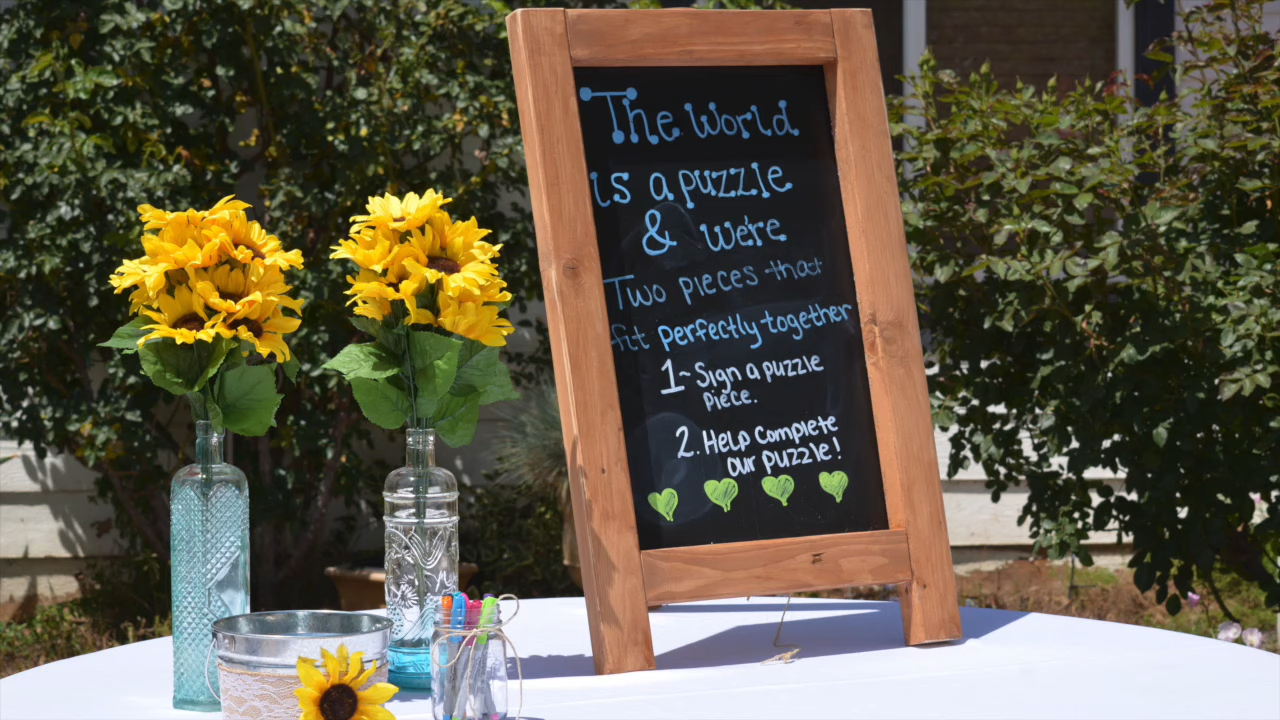 The World
is a puzzle
& we're
Two pieces that
fit perfectly together
1~ Sign a puzzle
piece.
2. Help Complete
our puzzle!